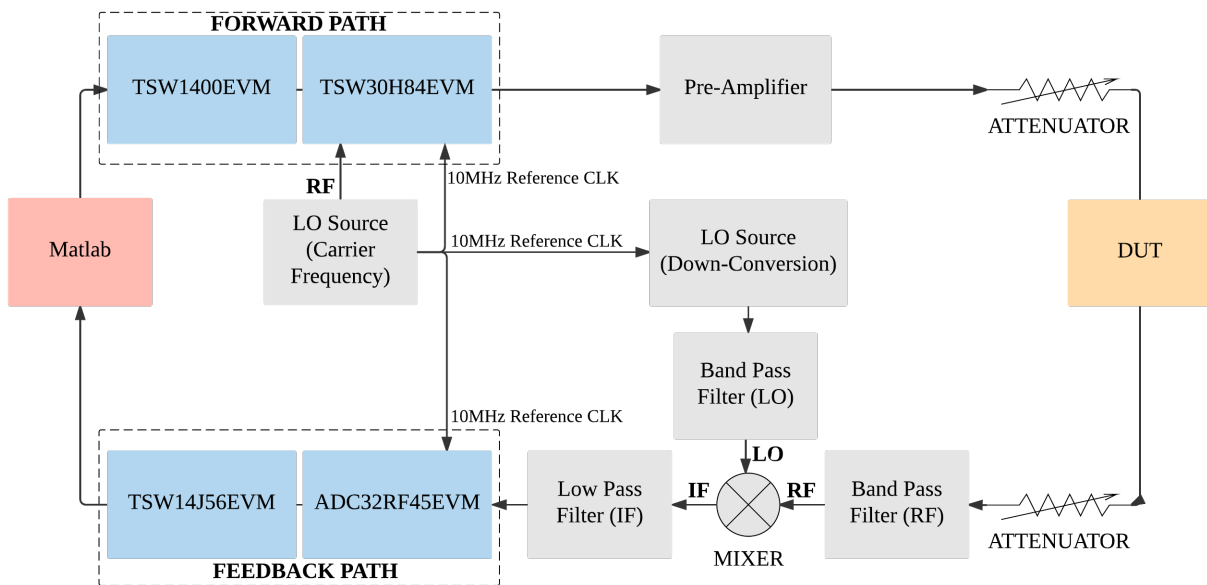 FORWARD PATH
TSW1400EVM
TSW30H84EVM
Pre-Amplifier
ATTENUATOR
10MHz Reference CLK
RF
LO Source
(Carrier
Frequency)
10MHz Reference CLK
LO Source
(Down-Conversion)
Matlab
DUT
Band Pass
Filter (LO)
10MHz Reference CLK
LO
TSW14J56EVM
ADC32RF45EVM
Low Pass
Filter (IF)
IF
RF
Band Pass
Filter (RF)
ATTENUATOR
MIXER
FEEDBACK PATH